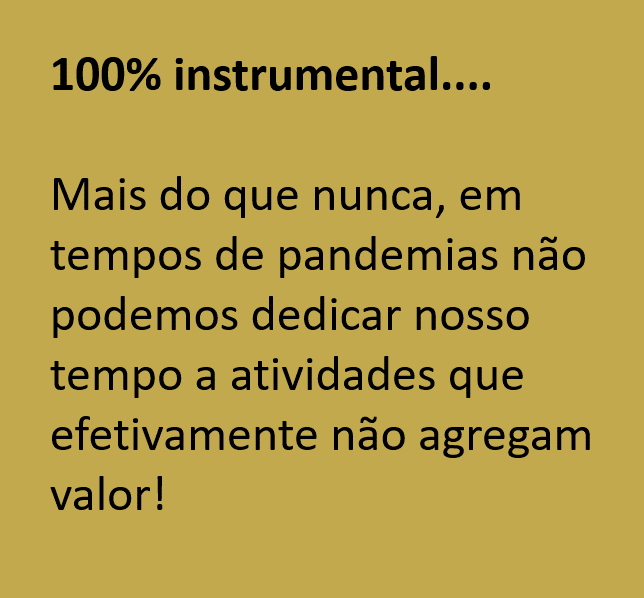 100% instrumental....
Mais do que nunca, em
tempos de pandemias não
podemos dedicar nosso
tempo a atividades que
efetivamente não agregam
valor!